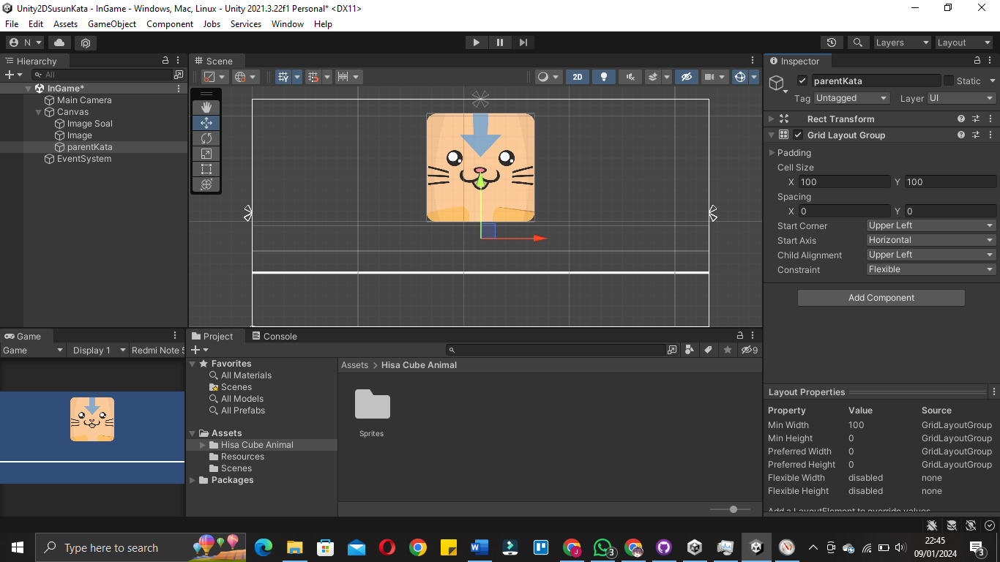 Unity2DSusunKata - InGame - Windows, Mac, Linux - Unity 2021.3.22f1 Personal* <DX11>
File Edit Assets GameObject Component Jobs Services Window Help
N Layers Layout
Hierarchy
All
InGame*
Main Camera
Canvas
Image Soal
Image
parentKata
EventSystem
Scene
2D
Inspector
parentKata Static
Tag Untagged Layer UI
Rect Transform
Grid Layout Group
Padding
Cell Size
X 100 Y 100
Spacing
X 0 Y 0
Start Corner Upper Left
Start Axis Horizontal
Child Alignment Upper Left
Constraint Flexible
Add Component
Game
Game Display 1 Redmi Note 5
Project Console
9
Favorites
All Materials
Scenes
All Models
All Prefabs
Assets
Hisa Cube Animal
Resources
Scenes
Packages
Assets > Hisa Cube Animal
Sprites
Layout Properties
Property Value Source
Min Width 100 GridLayoutGroup
Min Height 0 GridLayoutGroup
Preferred Width 0 GridLayoutGroup
Preferred Height 0 GridLayoutGroup
Flexible Width disabled none
Flexible Height disabled none
Add a LayoutElement to override values
Type here to search
3
22:45
09/01/2024
3